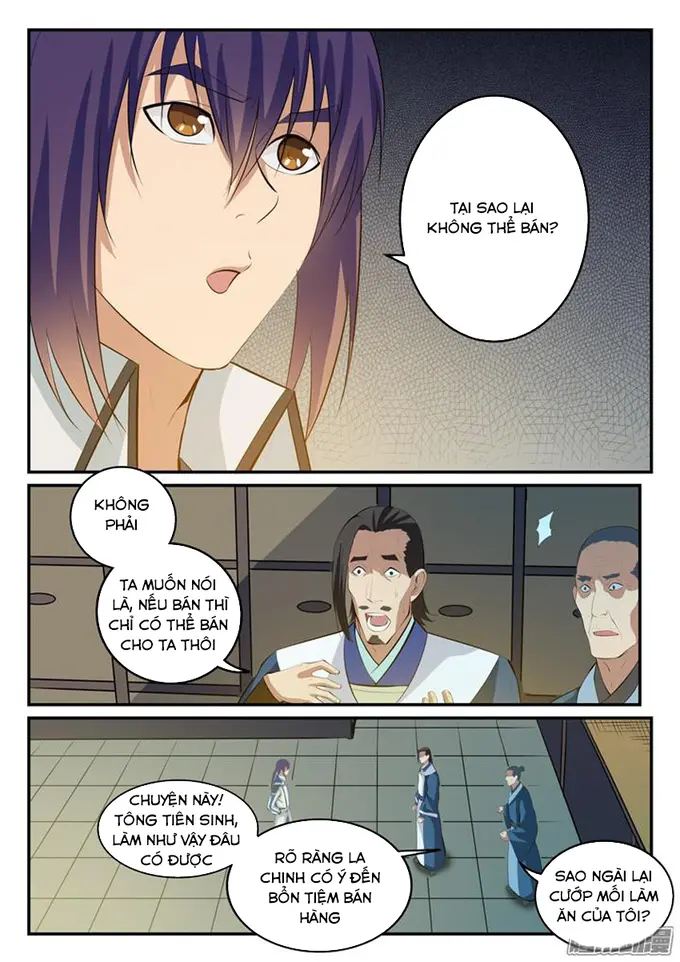 TẠI SAO LẠI
KHÔNG THỂ BÁN?
KHÔNG
PHẢI
TA MUỐN NÓI
LÀ, NẾU BÁN THÌ
CHỈ CÓ THỂ BÁN
CHO TA THÔI
CHUYỆN NÀY!
TÔNG TIÊN SINH,
LÀM NHƯ VẬY ĐÂU
CÓ ĐƯỢC
RÕ RÀNG LA
CHINH CÓ Ý ĐẾN
BỔN TIỆM BÁN
HÀNG
SAO NGÀI LẠI
CƯỚP MỐI LÀM
ĂN CỦA TÔI?